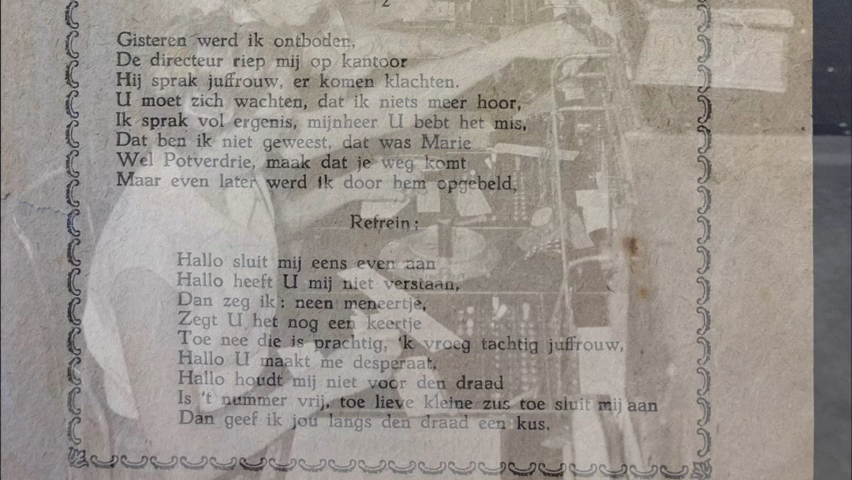 2
Gisteren werd ik ontboden,
De directeur riep mij op kantoor
Hij sprak juffrouw, er komen klachten.
U moet zich wachten, dat ik niets meer hoor,
Ik sprak vol ergenis, mijnheer U bebt het mis,
Dat ben ik niet geweest, dat was Marie
Wel Potverdrie, maak dat je weg komt
Maar even later werd ik door hem opgebeld,
Refrein:
Hallo sluit mij eens even aan
Hallo heeft U mij niet verstaan,
Dan zeg ik: neen meneertje,
Zegt U het nog een keertje
Toe nee die is prachtig, 'k vroeg tachtig juffrouw,
Hallo U maakt me desperaat,
Hallo houdt mij niet voor den draad
Is 't nummer vrij, toe lieve kleine zus toe sluit mij aan
Dan geef ik jou langs den draad een kus.